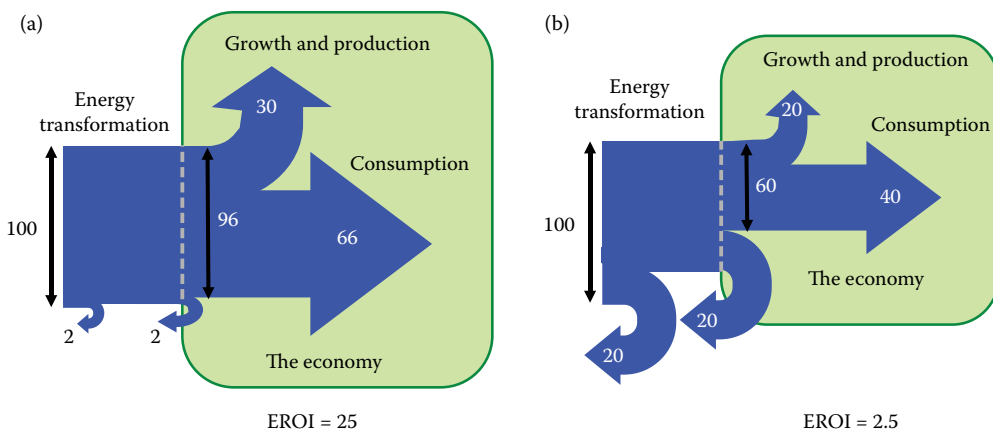 (a)
Growth and production
30
Energy
transformation
Consumption
100
96
66
2
2
The economy
EROI = 25
(b)
Growth and production
20
Energy
transformation
Consumption
100
60
40
The economy
20
20
EROI = 2.5